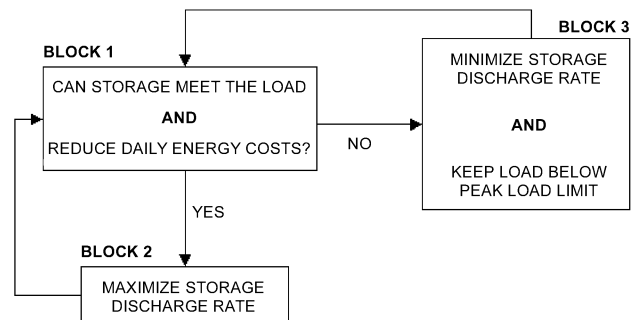 BLOCK 1
CAN STORAGE MEET THE LOAD
AND
REDUCE DAILY ENERGY COSTS?
NO
YES
BLOCK 2
MAXIMIZE STORAGE
DISCHARGE RATE
BLOCK 3
MINIMIZE STORAGE
DISCHARGE RATE
AND
KEEP LOAD BELOW
PEAK LOAD LIMIT